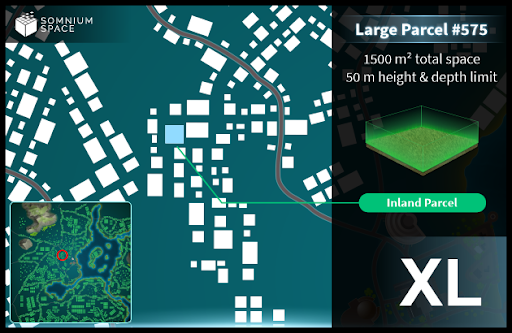 SOMNIUM
SPACE
Large Parcel #575
1500 m² total space
50 m height & depth limit
Inland Parcel
XL